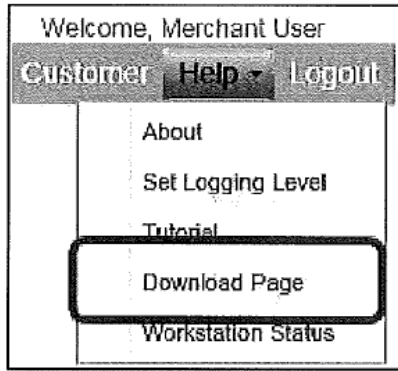 Welcome, Merchant User
Customer Help Logout
About
Set Logging Level
Tutorial
Download Page
Workstation Status